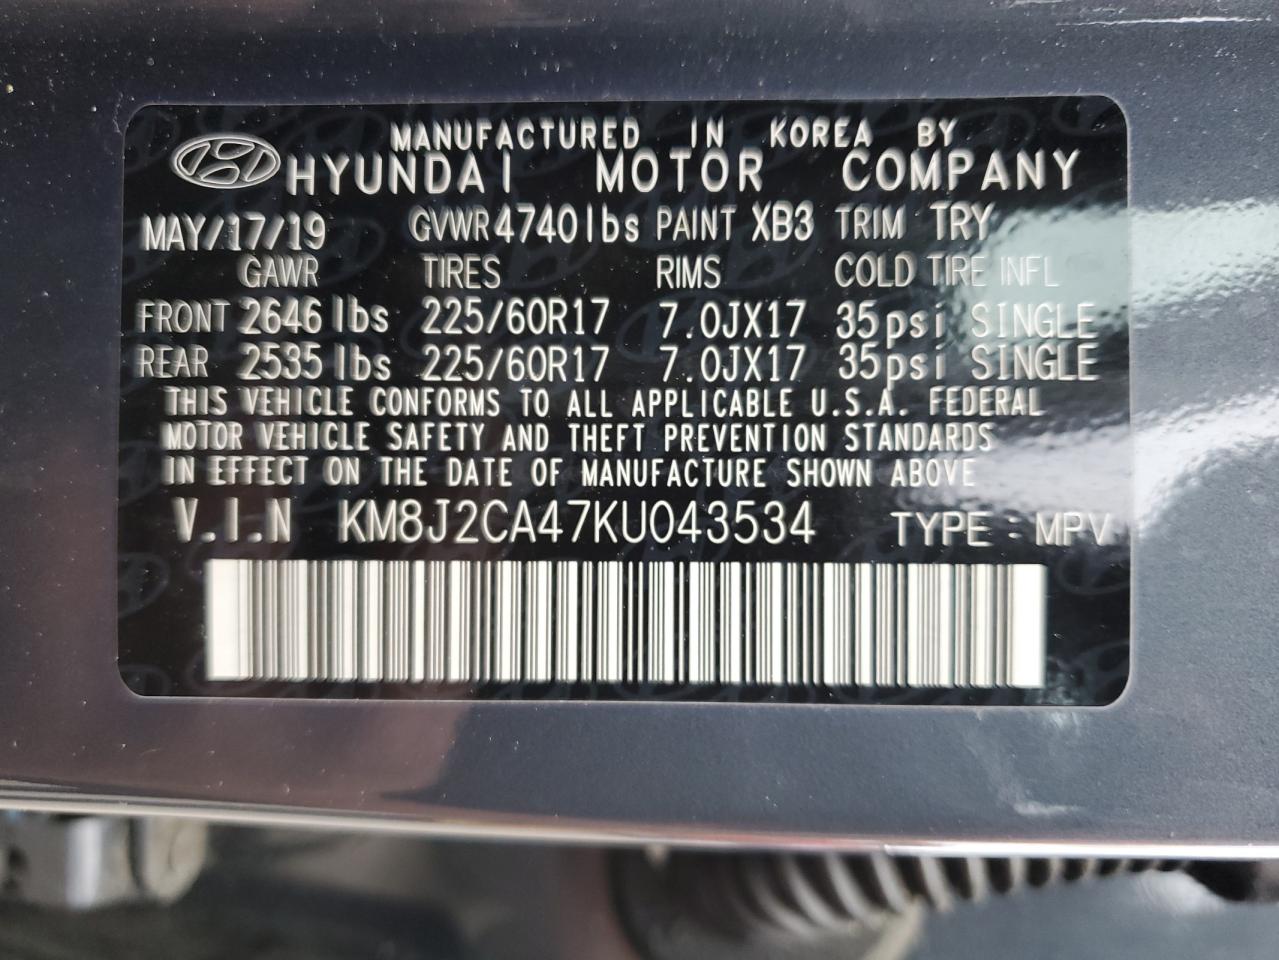 MANUFACTURED IN KOREA BY
HYUNDAI MOTOR COMPANY
MAY/17/19 GVWR 4740lbs PAINT XB3 TRIM TRY
GAWR TIRES RIMS COLD TIRE INFL
FRONT 2646 lbs 225/60R17 7.0JX17 35psi SINGLE
REAR 2535 lbs 225/60R17 7.0JX17 35psi SINGLE
THIS VEHICLE CONFORMS TO ALL APPLICABLE U.S.A. FEDERAL
MOTOR VEHICLE SAFETY AND THEFT PREVENTION STANDARDS
IN EFFECT ON THE DATE OF MANUFACTURE SHOWN ABOVE
V.I.N KM8J2CA47KU043534 TYPE : MPV